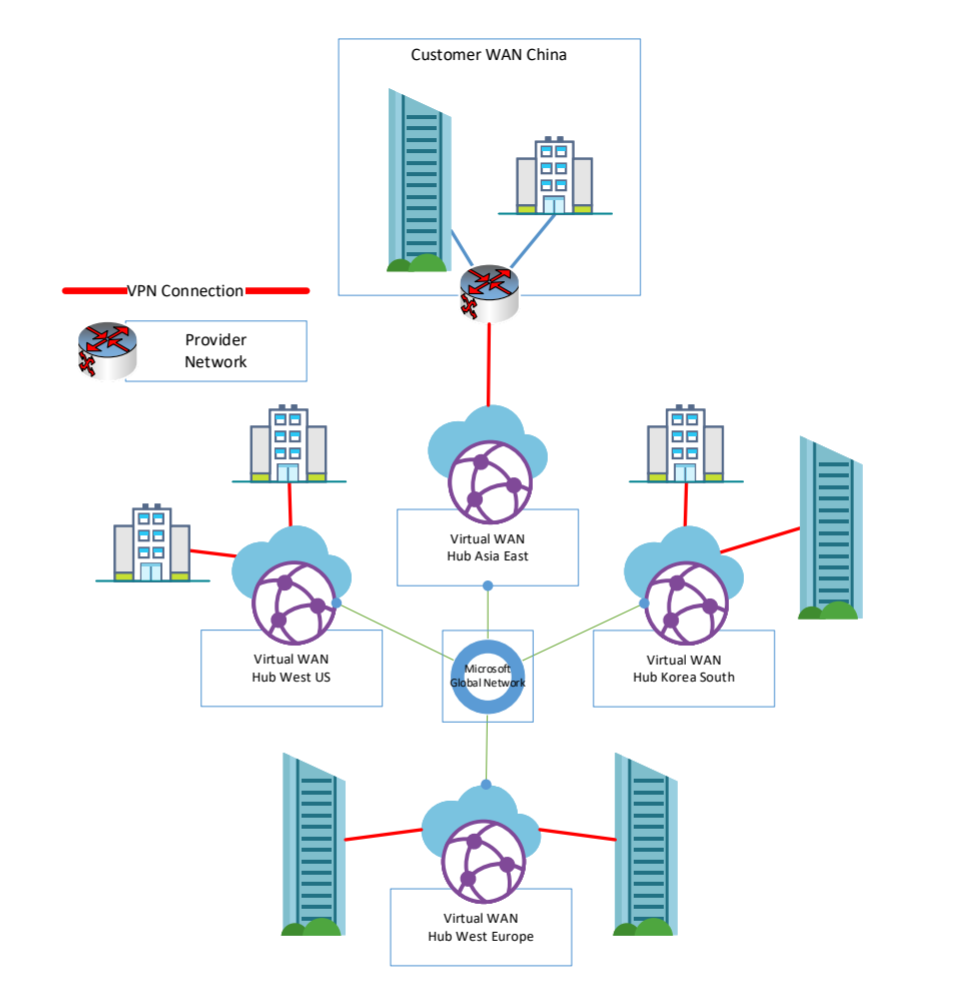 Customer WAN China
VPN Connection
Provider
Network
Virtual WAN
Hub Asia East
Virtual WAN
Hub West US
Microsoft
Global Network
Virtual WAN
Hub Korea South
Virtual WAN
Hub West Europe